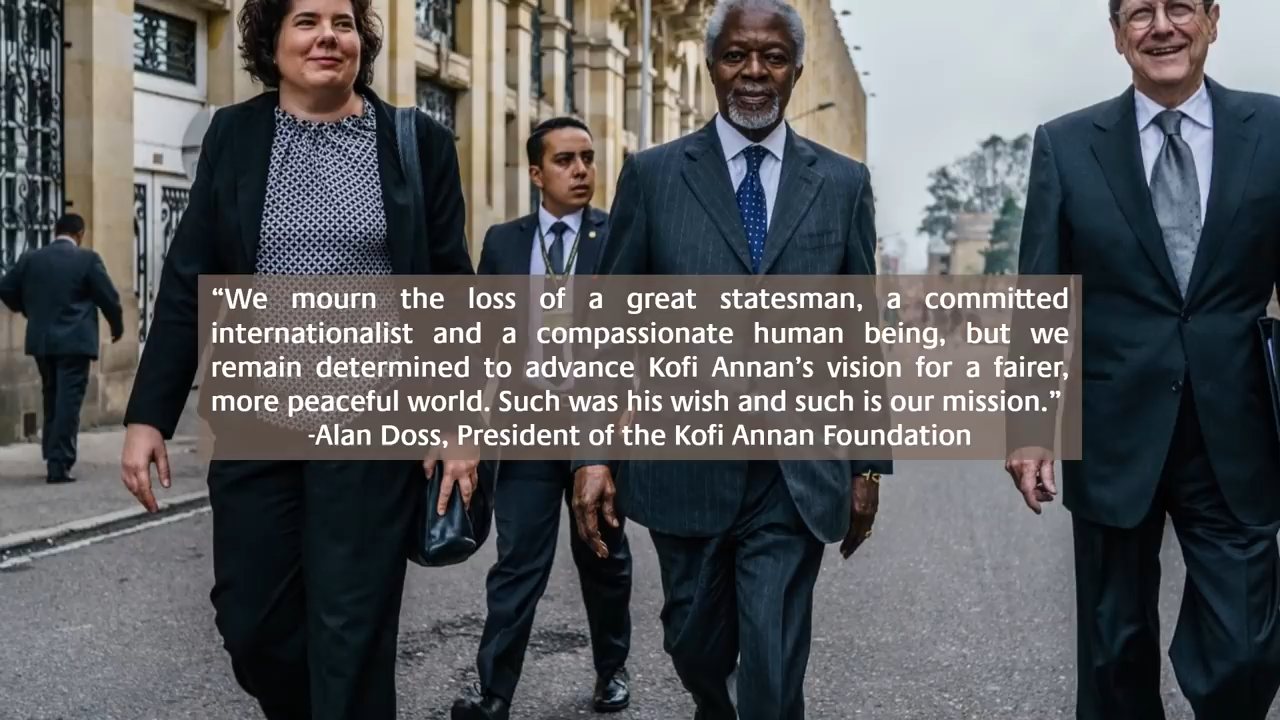 “We mourn the loss of a great statesman, a committed
internationalist and a compassionate human being, but we
remain determined to advance Kofi Annan’s vision for a fairer,
more peaceful world. Such was his wish and such is our mission.”
-Alan Doss, President of the Kofi Annan Foundation